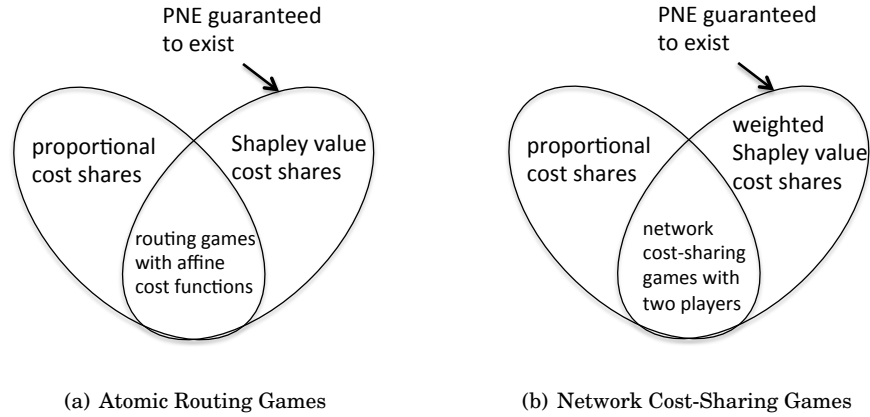 PNE guaranteed
to exist
proportional
cost shares
Shapley value
cost shares
routing games
with affine
cost functions
(a) Atomic Routing Games
PNE guaranteed
to exist
proportional
cost shares
weighted
Shapley value
cost shares
network
cost-sharing
games with
two players
(b) Network Cost-Sharing Games